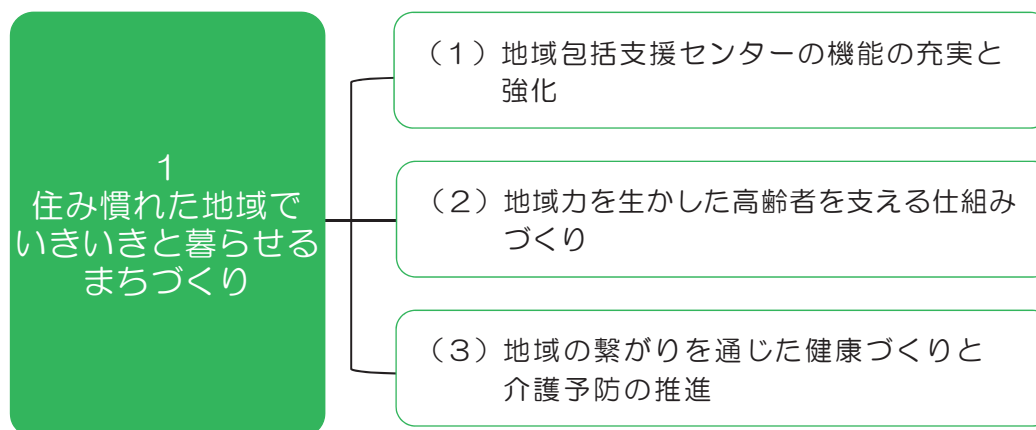 1
住み慣れた地域で
いきいきと暮らせる
まちづくり
（１）地域包括支援センターの機能の充実と
強化
（２）地域力を生かした高齢者を支える仕組み
づくり
（３）地域の繋がりを通じた健康づくりと
介護予防の推進